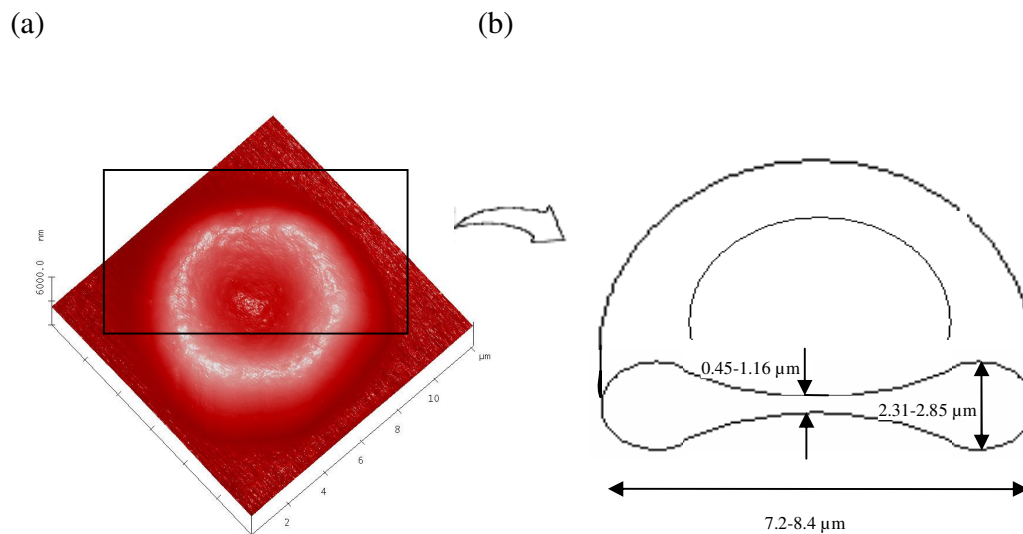 (a)
(b)
nm
6000.0
µm
10
8
6
4
2
0.45-1.16 µm
2.31-2.85 µm
7.2-8.4 µm